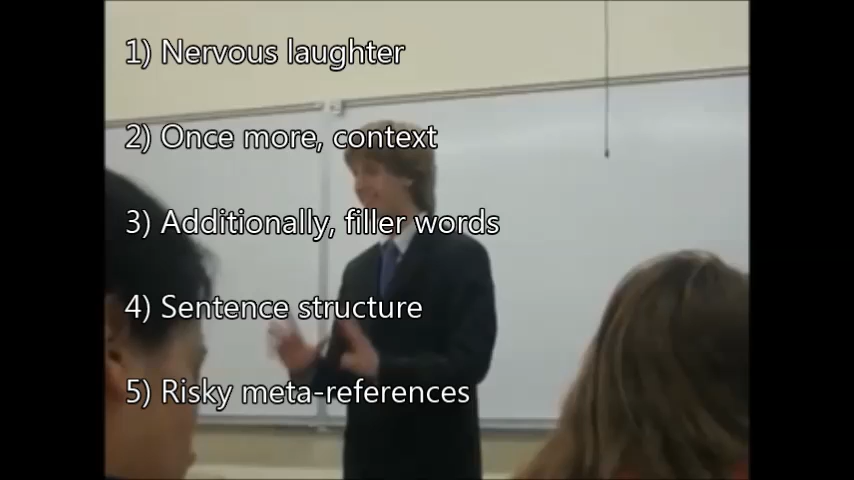 1) Nervous laughter
2) Once more, context
3) Additionally, filler words
4) Sentence structure
5) Risky meta-references